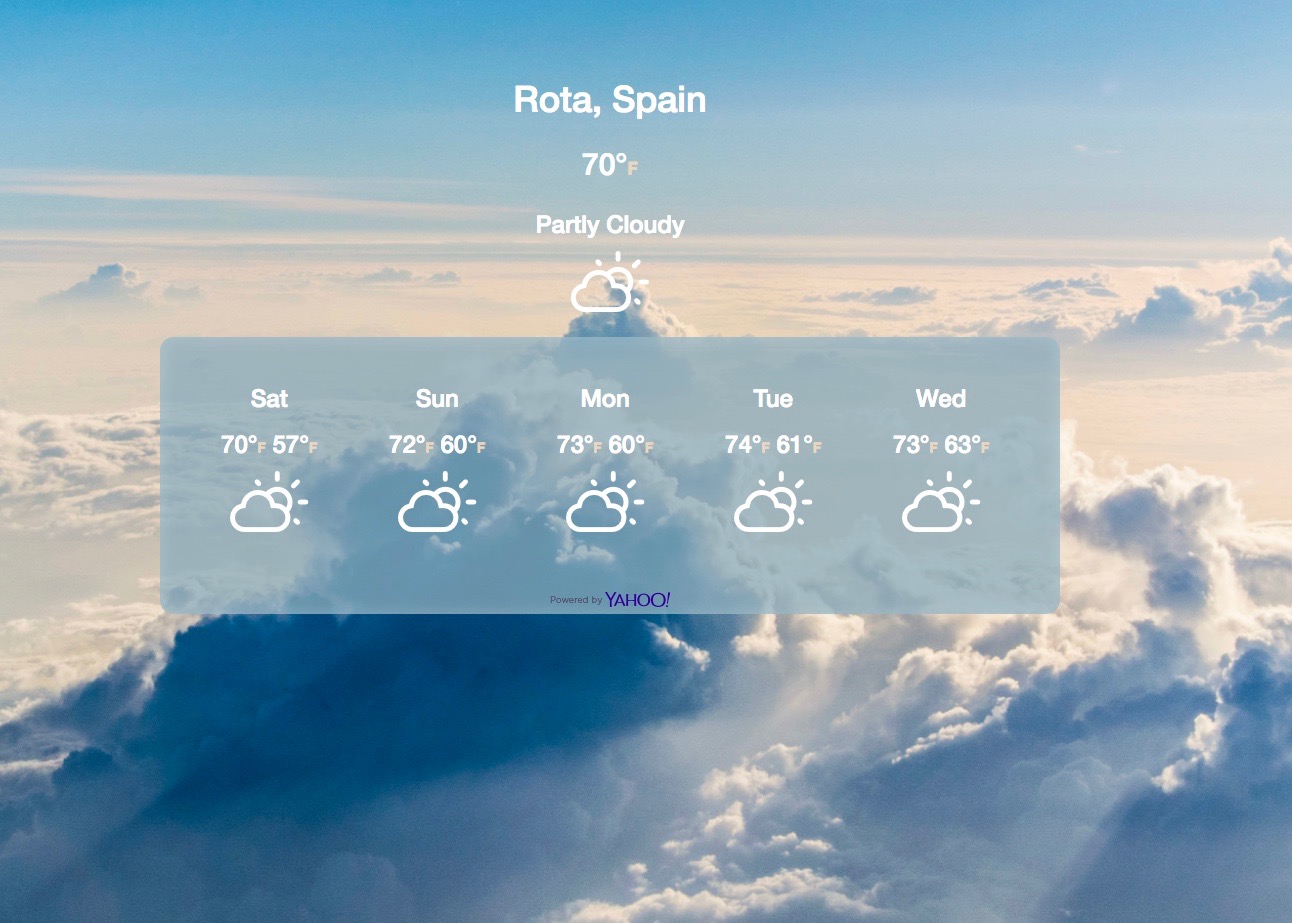 Rota, Spain
70°F
Partly Cloudy
Sat Sun Mon Tue Wed
70°F 57°F 72°F 60°F 73°F 60°F 74°F 61°F 73°F 63°F
Powered by YAHOO!